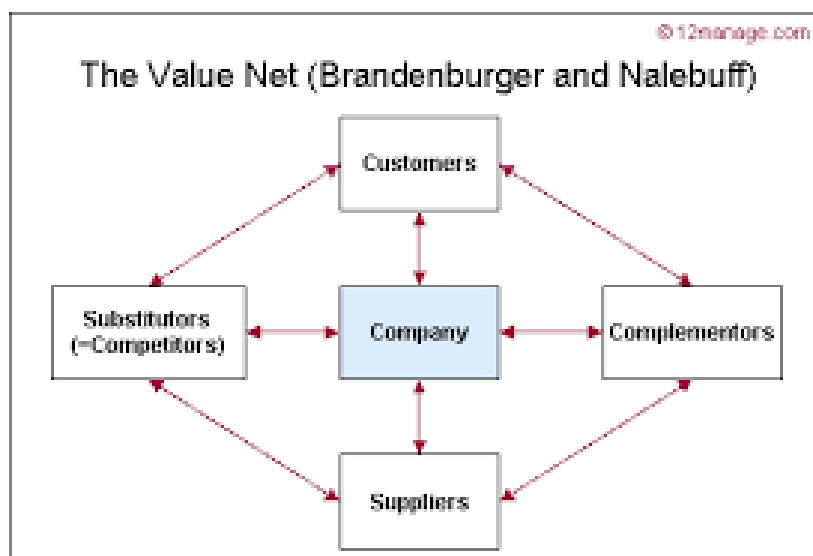 © 12manage.com
The Value Net (Brandenburger and Nalebuff)
Customers
Substitutors
(=Competitors)
Company
Complementors
Suppliers